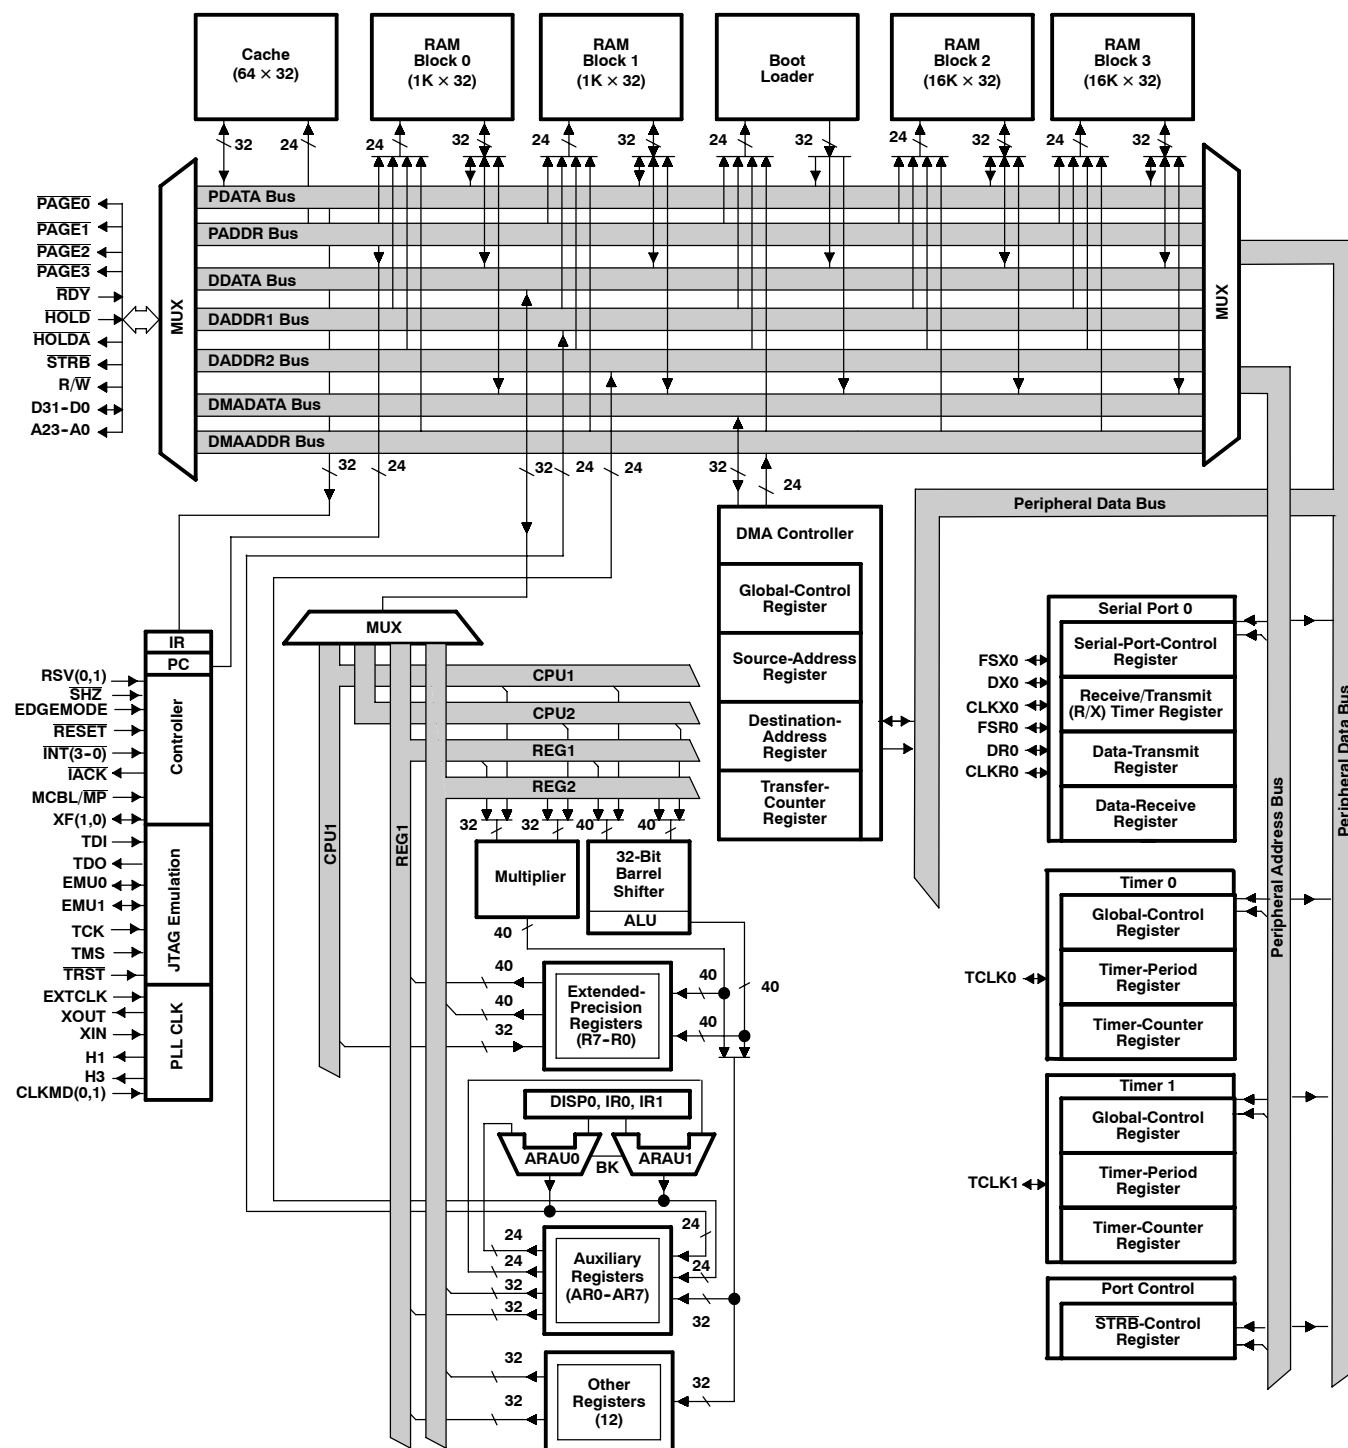 Cache
(64 × 32)
RAM
Block 0
(1K × 32)
RAM
Block 1
(1K × 32)
Boot
Loader
RAM
Block 2
(16K × 32)
RAM
Block 3
(16K × 32)
32
24
24
32
24
32
24
32
24
32
24
32
MUX
MUX
PDATA Bus
PADDR Bus
DDATA Bus
DADDR1 Bus
DADDR2 Bus
DMADATA Bus
DMAADDR Bus
PAGE0
PAGE1
PAGE2
PAGE3
RDY
HOLD
HOLDA
STRB
R/W
D31-D0
A23-A0
32
24
32
24
24
32
24
Peripheral Data Bus
DMA Controller
Global-Control
Register
Source-Address
Register
Destination-
Address
Register
Transfer-
Counter
Register
MUX
CPU1
CPU2
REG1
REG2
CPU1
REG1
32
32
40
40
Multiplier
32-Bit
Barrel
Shifter
ALU
40
40
40
40
32
40
40
Extended-
Precision
Registers
(R7-R0)
DISP0, IR0, IR1
ARAU0
BK
ARAU1
24
24
32
32
24
24
32
Auxiliary
Registers
(AR0-AR7)
32
32
32
Other
Registers
(12)
IR
PC
Controller
JTAG Emulation
PLL CLK
RSV(0,1)
SHZ
EDGEMODE
RESET
INT(3-0)
IACK
MCBL/MP
XF(1,0)
TDI
TDO
EMU0
EMU1
TCK
TMS
TRST
EXTCLK
XOUT
XIN
H1
H3
CLKMD(0,1)
Serial Port 0
Serial-Port-Control
Register
Receive/Transmit
(R/X) Timer Register
Data-Transmit
Register
Data-Receive
Register
FSX0
DX0
CLKX0
FSR0
DR0
CLKR0
Timer 0
Global-Control
Register
Timer-Period
Register
Timer-Counter
Register
TCLK0
Timer 1
Global-Control
Register
Timer-Period
Register
Timer-Counter
Register
TCLK1
Port Control
STRB-Control
Register
Peripheral Address Bus
Peripheral Data Bus